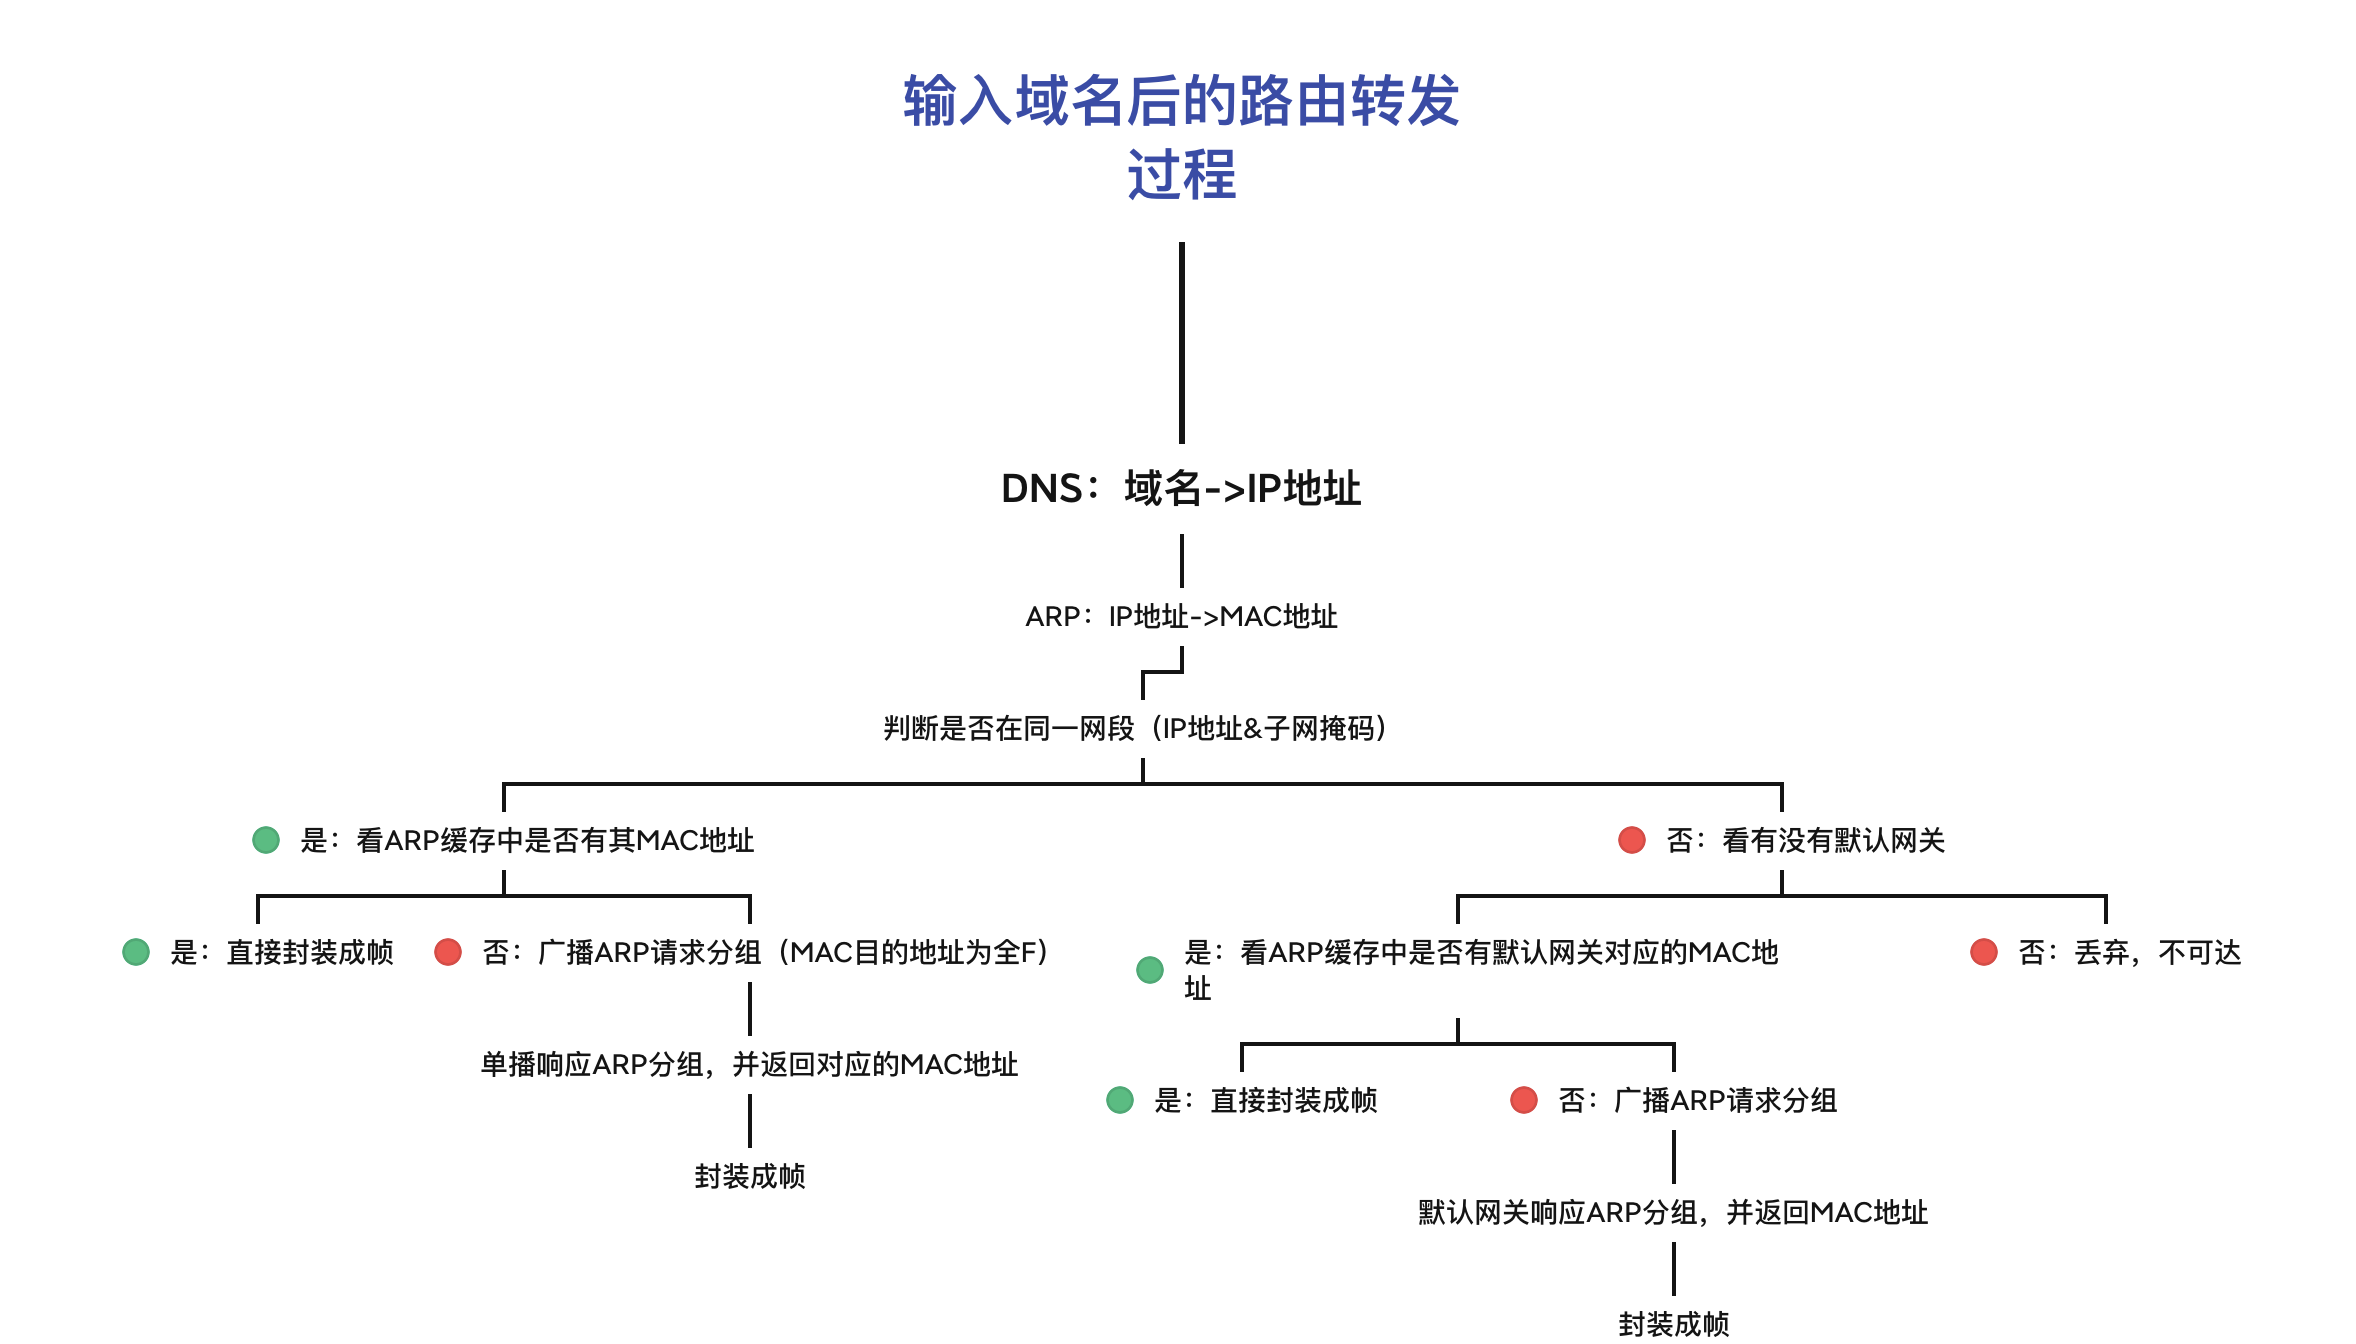 输入域名后的路由转发
过程
DNS：域名->IP地址
ARP：IP地址->MAC地址
判断是否在同一网段（IP地址&子网掩码）
是：看ARP缓存中是否有其MAC地址
否：看有没有默认网关
是：直接封装成帧
否：广播ARP请求分组（MAC目的地址为全F）
是：看ARP缓存中是否有默认网关对应的MAC地
址
否：丢弃，不可达
单播响应ARP分组，并返回对应的MAC地址
是：直接封装成帧
否：广播ARP请求分组
封装成帧
默认网关响应ARP分组，并返回MAC地址
封装成帧